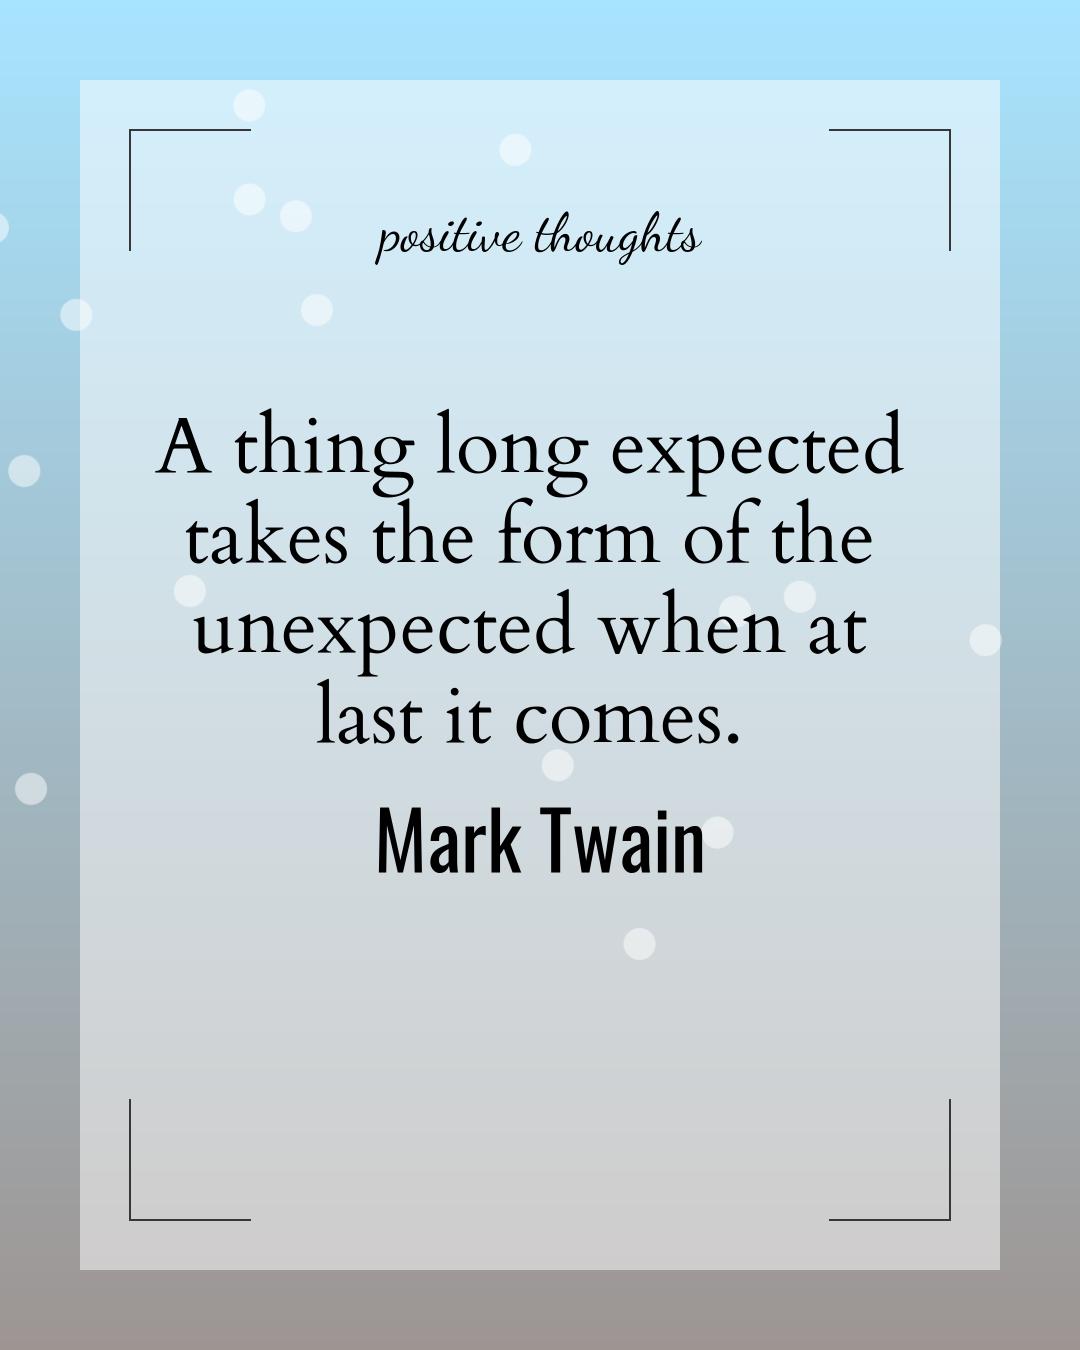 positive thoughts
A thing long expected
takes the form of the
unexpected when at
last it comes.
Mark Twain